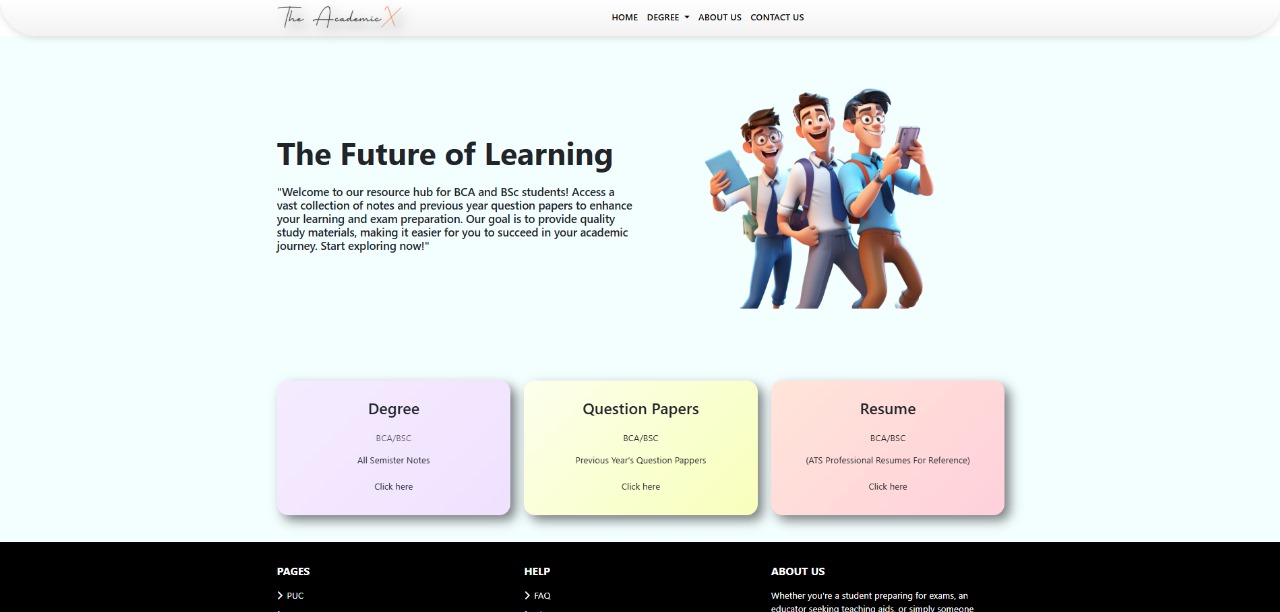 The AcademicX
HOME DEGREE ABOUT US CONTACT US
The Future of Learning
"Welcome to our resource hub for BCA and BSc students! Access a
vast collection of notes and previous year question papers to enhance
your learning and exam preparation. Our goal is to provide quality
study materials, making it easier for you to succeed in your academic
journey. Start exploring now!"
Degree
BCA/BSC
All Semister Notes
Click here
Question Papers
BCA/BSC
Previous Year's Question Pappers
Click here
Resume
BCA/BSC
(ATS Professional Resumes For Reference)
Click here
PAGES
PUC
HELP
FAQ
ABOUT US
Whether you're a student preparing for exams, an
educator seeking teaching aids, or simply someone